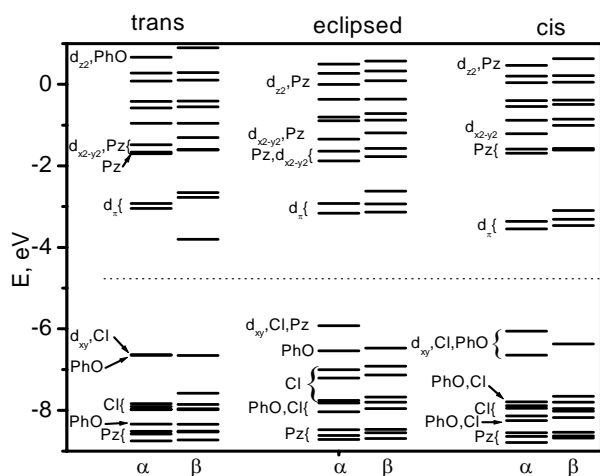 trans eclipsed cis
E, eV
0
-2
-4
-6
-8
d_z2,PhO
d_x2-y2,Pz{
Pz
d_π{
d_xy,Cl
PhO
Cl{
PhO
Pz{
d_z2,Pz
d_x2-y2,Pz
Pz,d_x2-y2{
d_π{
d_xy,Cl,Pz
PhO
Cl{
PhO,Cl{
Pz{
d_z2,Pz
d_x2-y2
Pz{
d_π{
d_xy,Cl,PhO{
PhO,Cl
Cl{
PhO,Cl
Pz{
α β α β α β